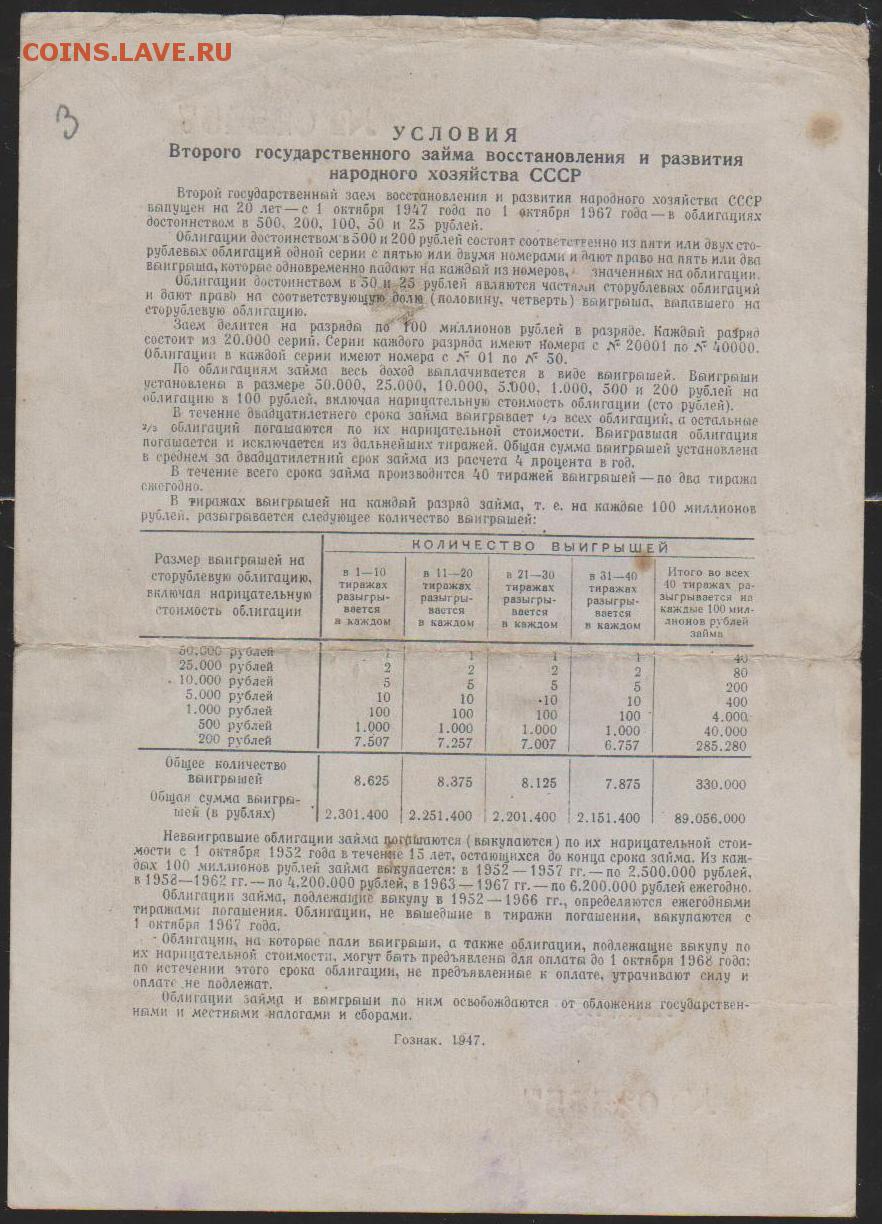 COINS.LAVE.RU
З
УСЛОВИЯ
Второго государственного займа восстановления и развития
народного хозяйства СССР
Второй государственный заем восстановления и развития народного хозяйства СССР
выпущен на 20 лет — с 1 октября 1947 года по 1 октября 1967 года — в облигациях
достоинством в 500, 200, 100, 50 и 25 рублей.
Облигации достоинством в 500 и 200 рублей состоят соответственно из пяти или двух сто-
рублевых облигаций одной серии с пятью или двумя номерами и дают право на пять или два
выигрыша, которые одновременно падают на каждый из номеров, значенных на облигации.
Облигации достоинством в 50 и 25 рублей являются частями сторублевых облигаций
и дают право на соответствующую долю (половину, четверть) выигрыша, выпавшего на
сторублевую облигацию.
Заем делится на разряды по 100 миллионов рублей в разряде. Каждый разряд
состоит из 20.000 серий. Серии каждого разряда имеют номера с № 20001 по № 40000.
Облигации в каждой серии имеют номера с № 01 по № 50.
По облигациям займа весь доход выплачивается в виде выигрышей. Выигрыши
установлены в размере 50.000, 25.000, 10.000, 5.000, 1.000, 500 и 200 рублей на
облигацию в 100 рублей, включая нарицательную стоимость облигации (сто рублей).
В течение двадцатилетнего срока займа выигрывает 1/3 всех облигаций, а остальные
2/3 облигаций погашаются по их нарицательной стоимости. Выигравшая облигация
погашается и исключается из дальнейших тиражей. Общая сумма выигрышей установлена
в среднем за двадцатилетний срок займа из расчета 4 процента в год.
В течение всего срока займа производится 40 тиражей выигрышей — по два тиража
ежегодно.
В тиражах выигрышей на каждый разряд займа, т. е. на каждые 100 миллионов
рублей, разыгрывается следующее количество выигрышей:
Размер выигрышей на
сторублевую облигацию,
включая нарицательную
стоимость облигации
КОЛИЧЕСТВО ВЫИГРЫШЕЙ
в 1—10
тиражах
разыгры-
вается
в каждом
в 11—20
тиражах
разыгры-
вается
в каждом
в 21—30
тиражах
разыгры-
вается
в каждом
в 31—40
тиражах
разыгры-
вается
в каждом
Итого во всех
40 тиражах ра-
зыгрывается на
каждые 100 мил-
лионов рублей
займа
50.000 рублей 1 1 1 1 40
25.000 рублей 2 2 2 2 80
10.000 рублей 5 5 5 5 200
5.000 рублей 10 10 10 10 400
1.000 рублей 100 100 100 100 4.000
500 рублей 1.000 1.000 1.000 1.000 40.000
200 рублей 7.507 7.257 7.007 6.757 285.280
Общее количество
выигрышей 8.625 8.375 8.125 7.875 330.000
Общая сумма выигры-
шей (в рублях) 2.301.400 2.251.400 2.201.400 2.151.400 89.056.000
Невыигравшие облигации займа погашаются (выкупаются) по их нарицательной стои-
мости с 1 октября 1952 года в течение 15 лет, остающихся до конца срока займа. Из каж-
дых 100 миллионов рублей займа выкупается: в 1952 — 1957 гг. — по 2.500.000 рублей,
в 1958—1962 гг. — по 4.200.000 рублей, в 1963 — 1967 гг. — по 6.200.000 рублей ежегодно.
Облигации займа, подлежащие выкупу в 1952 — 1966 гг., определяются ежегодными
тиражами погашения. Облигации, не вышедшие в тиражи погашения, выкупаются с
1 октября 1967 года.
Облигации, на которые пали выигрыши, а также облигации, подлежащие выкупу по
их нарицательной стоимости, могут быть предъявлены для оплаты до 1 октября 1968 года;
по истечении этого срока облигации, не предъявленные к оплате, утрачивают силу и
оплате не подлежат.
Облигации займа и выигрыши по ним освобождаются от обложения государствен-
ными и местными налогами и сборами.
Гознак. 1947.